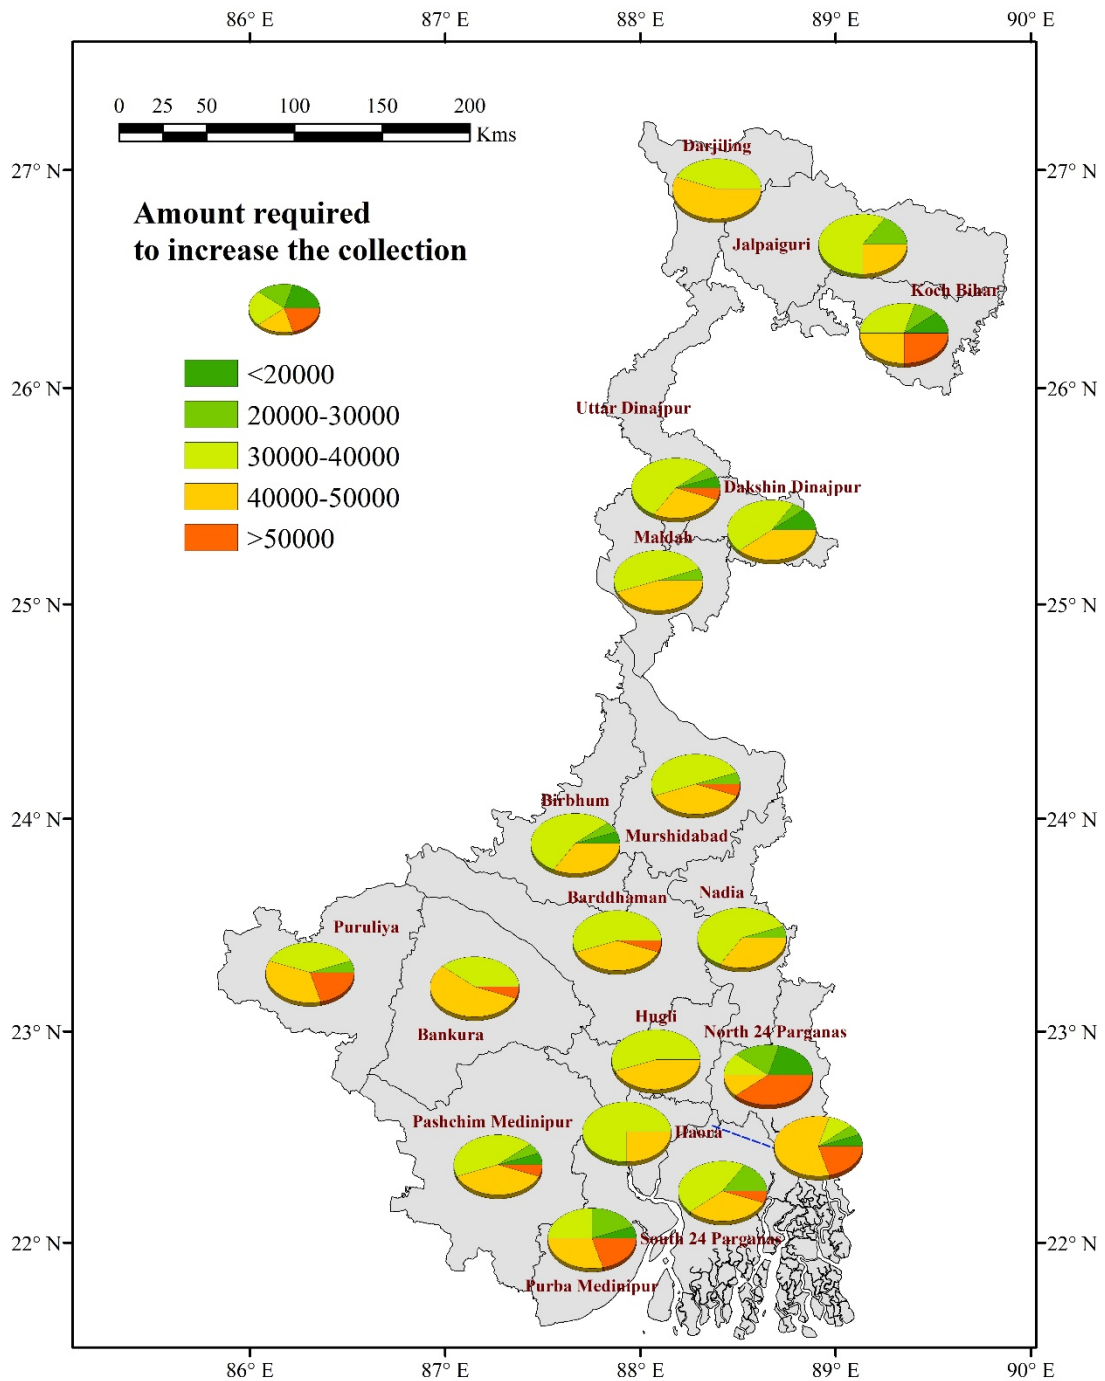 86° E 87° E 88° E 89° E 90° E
0 25 50 100 150 200
Kms
27° N 27° N
Darjiling
Amount required
to increase the collection
Jalpaiguri
Koch Bihar
<20000
26° N 26° N
20000-30000
Uttar Dinajpur
30000-40000
40000-50000
Dakshin Dinajpur
>50000
Maldah
25° N 25° N
Birbhum
24° N 24° N
Murshidabad
Barddhaman
Nadia
Puruliya
Hugli
23° N 23° N
North 24 Parganas
Bankura
Pashchim Medinipur
Haora
South 24 Parganas
22° N 22° N
Purba Medinipur
86° E 87° E 88° E 89° E 90° E